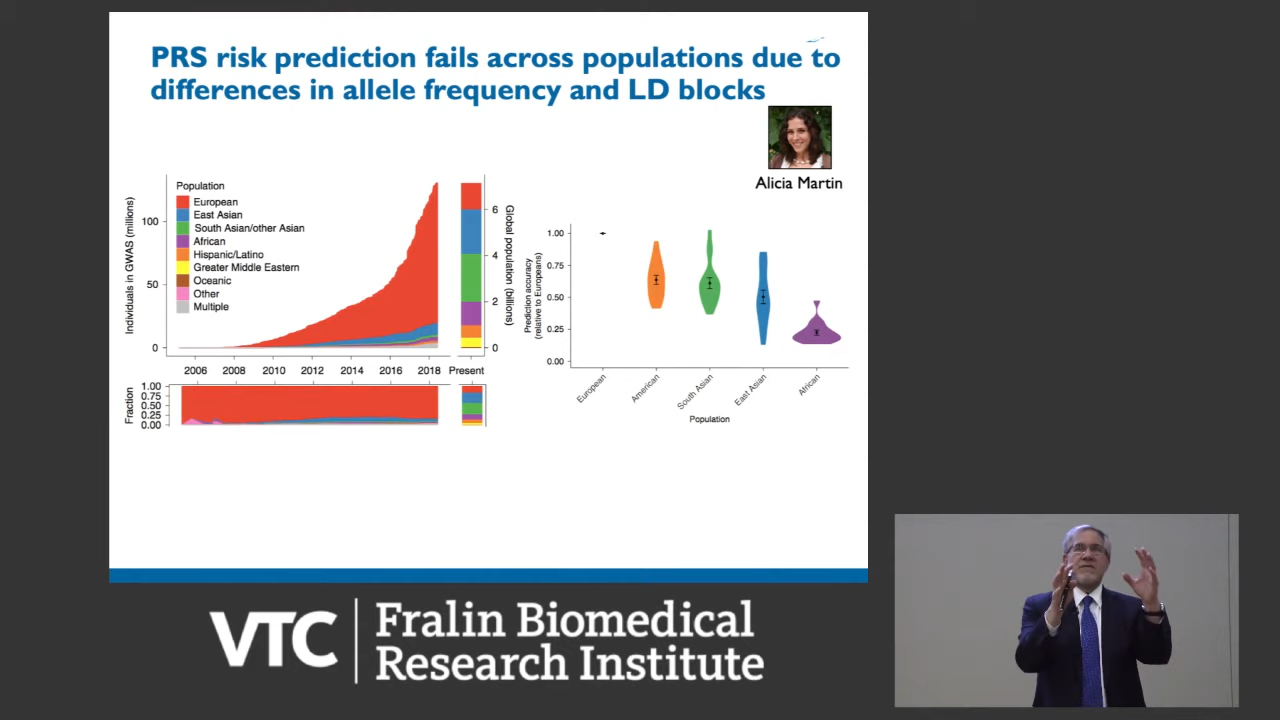 PRS risk prediction fails across populations due to
differences in allele frequency and LD blocks
Alicia Martin
Individuals in GWAS (millions)
100
50
0
Population
European
East Asian
South Asian/other Asian
African
Hispanic/Latino
Greater Middle Eastern
Oceanic
Other
Multiple
6
4
2
0
Global population (billions)
2006 2008 2010 2012 2014 2016 2018 Present
Fraction
1.00
0.75
0.50
0.25
0.00
Prediction accuracy
(relative to Europeans)
1.00
0.75
0.50
0.25
0.00
European American South Asian East Asian African
Population
VTC
Fralin Biomedical
Research Institute